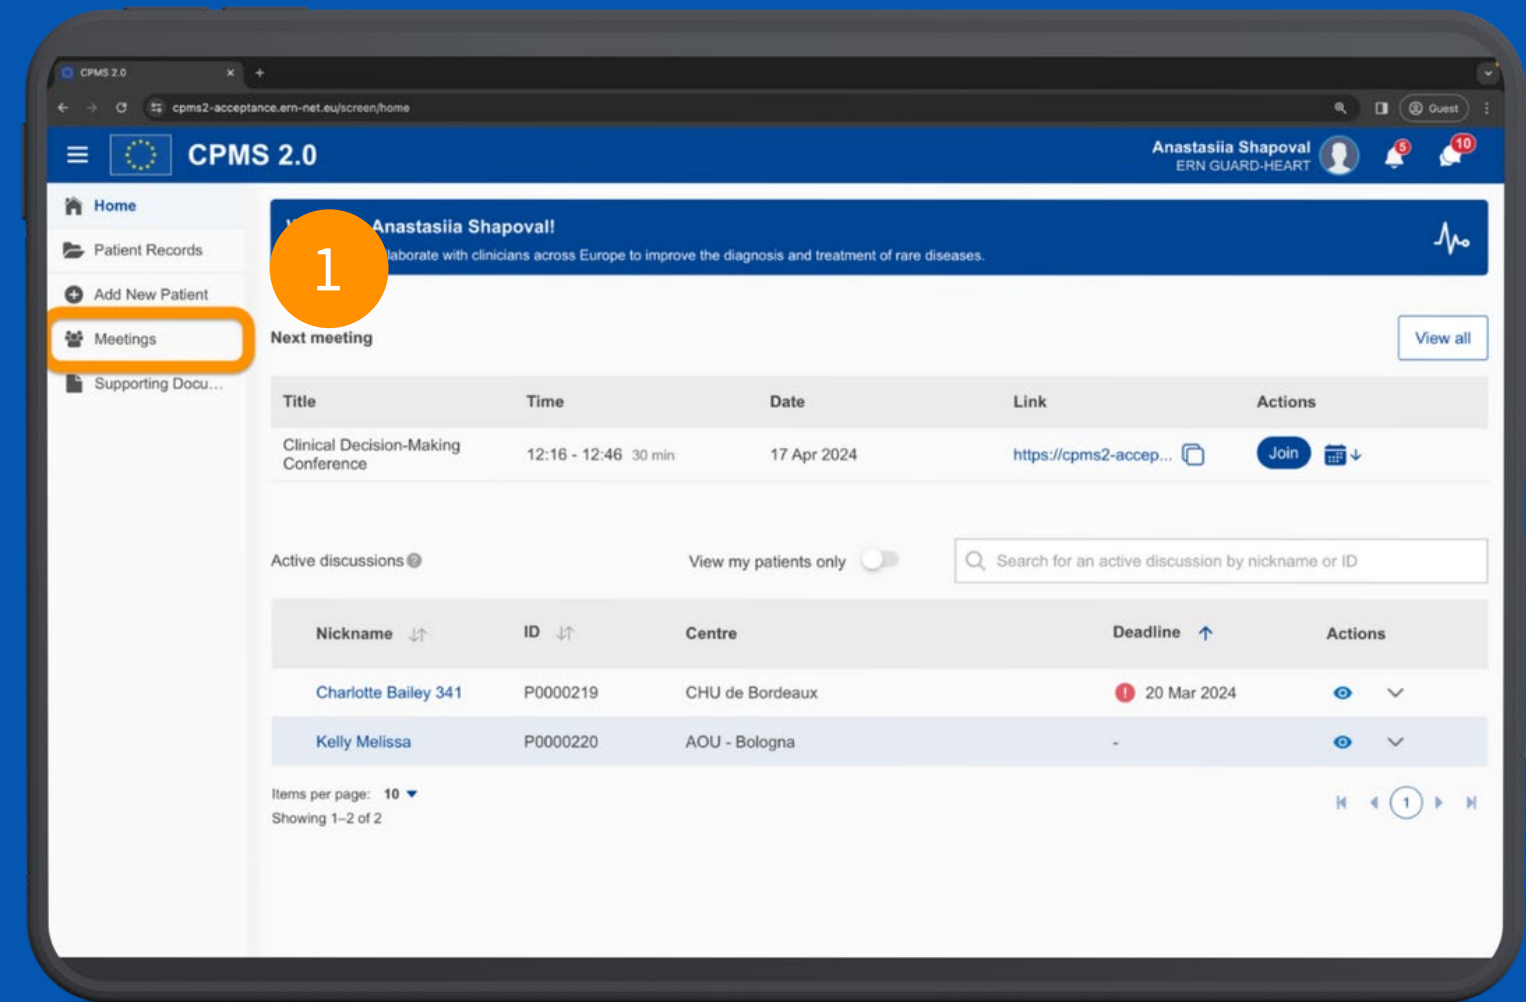 CPMS 2.0
cpms2-acceptance.ern-net.eu/screen/home
Guest
CPMS 2.0
Anastasiia Shapoval
ERN GUARD-HEART
5
10
Home
Patient Records
Add New Patient
Meetings
Supporting Docu...
Anastasiia Shapoval!
clinicians across Europe to improve the diagnosis and treatment of rare diseases.
1
Next meeting
View all
Title Time Date Link Actions
Clinical Decision-Making
Conference
12:16 - 12:46 30 min 17 Apr 2024 https://cpms2-accep... Join
Active discussions
View my patients only
Search for an active discussion by nickname or ID
Nickname ID Centre Deadline Actions
Charlotte Bailey 341 P0000219 CHU de Bordeaux 20 Mar 2024
Kelly Melissa P0000220 AOU - Bologna -
Items per page: 10
Showing 1–2 of 2
1